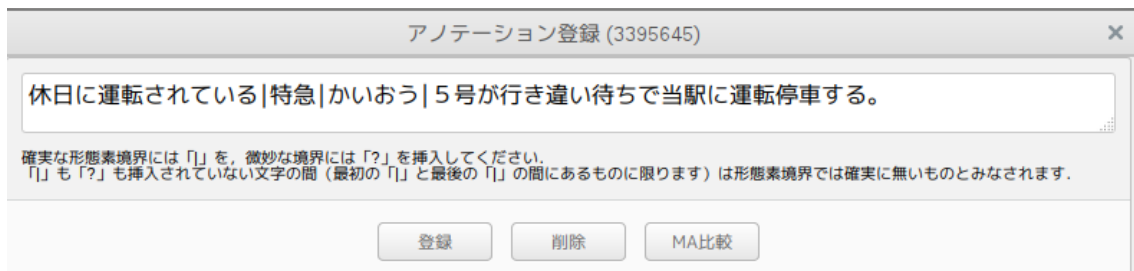 アノテーション登録 (3395645)
×
休日に運転されている|特急|かいおう|５号が行き違い待ちで当駅に運転停車する。
確実な形態素境界には「|」を，微妙な境界には「?」を挿入してください．
「|」も「?」も挿入されていない文字の間（最初の「|」と最後の「|」の間にあるものに限ります）は形態素境界では確実に無いものとみなされます．
登録 削除 MA比較